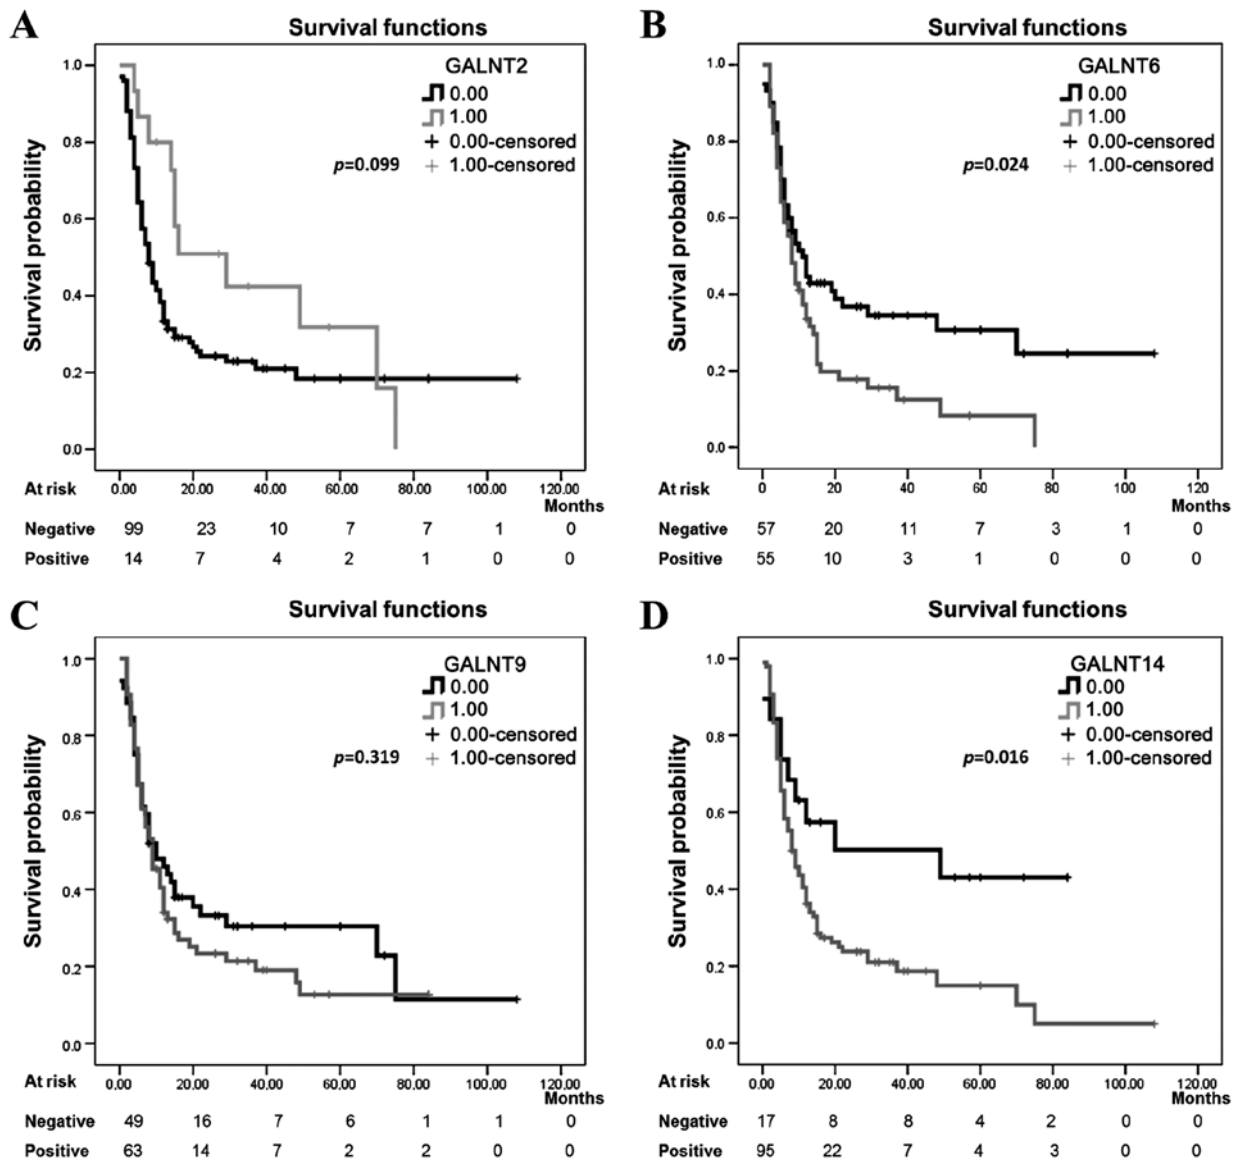 A
Survival functions
GALNT2
0.00
1.00
0.00-censored
1.00-censored
p=0.099
Survival probability
1.0
0.8
0.6
0.4
0.2
0.0
0.00 20.00 40.00 60.00 80.00 100.00 120.00
At risk
Months
Negative 99 23 10 7 7 1 0
Positive 14 7 4 2 1 0 0
B
Survival functions
GALNT6
0.00
1.00
0.00-censored
1.00-censored
p=0.024
Survival probability
1.0
0.8
0.6
0.4
0.2
0.0
0 20 40 60 80 100 120
At risk
Months
Negative 57 20 11 7 3 1 0
Positive 55 10 3 1 0 0 0
C
Survival functions
GALNT9
0.00
1.00
0.00-censored
1.00-censored
p=0.319
Survival probability
1.0
0.8
0.6
0.4
0.2
0.0
0.00 20.00 40.00 60.00 80.00 100.00 120.00
At risk
Months
Negative 49 16 7 6 1 1 0
Positive 63 14 7 2 2 0 0
D
Survival functions
GALNT14
0.00
1.00
0.00-censored
1.00-censored
p=0.016
Survival probability
1.0
0.8
0.6
0.4
0.2
0.0
0.00 20.00 40.00 60.00 80.00 100.00 120.00
At risk
Months
Negative 17 8 8 4 2 0 0
Positive 95 22 7 4 3 0 0